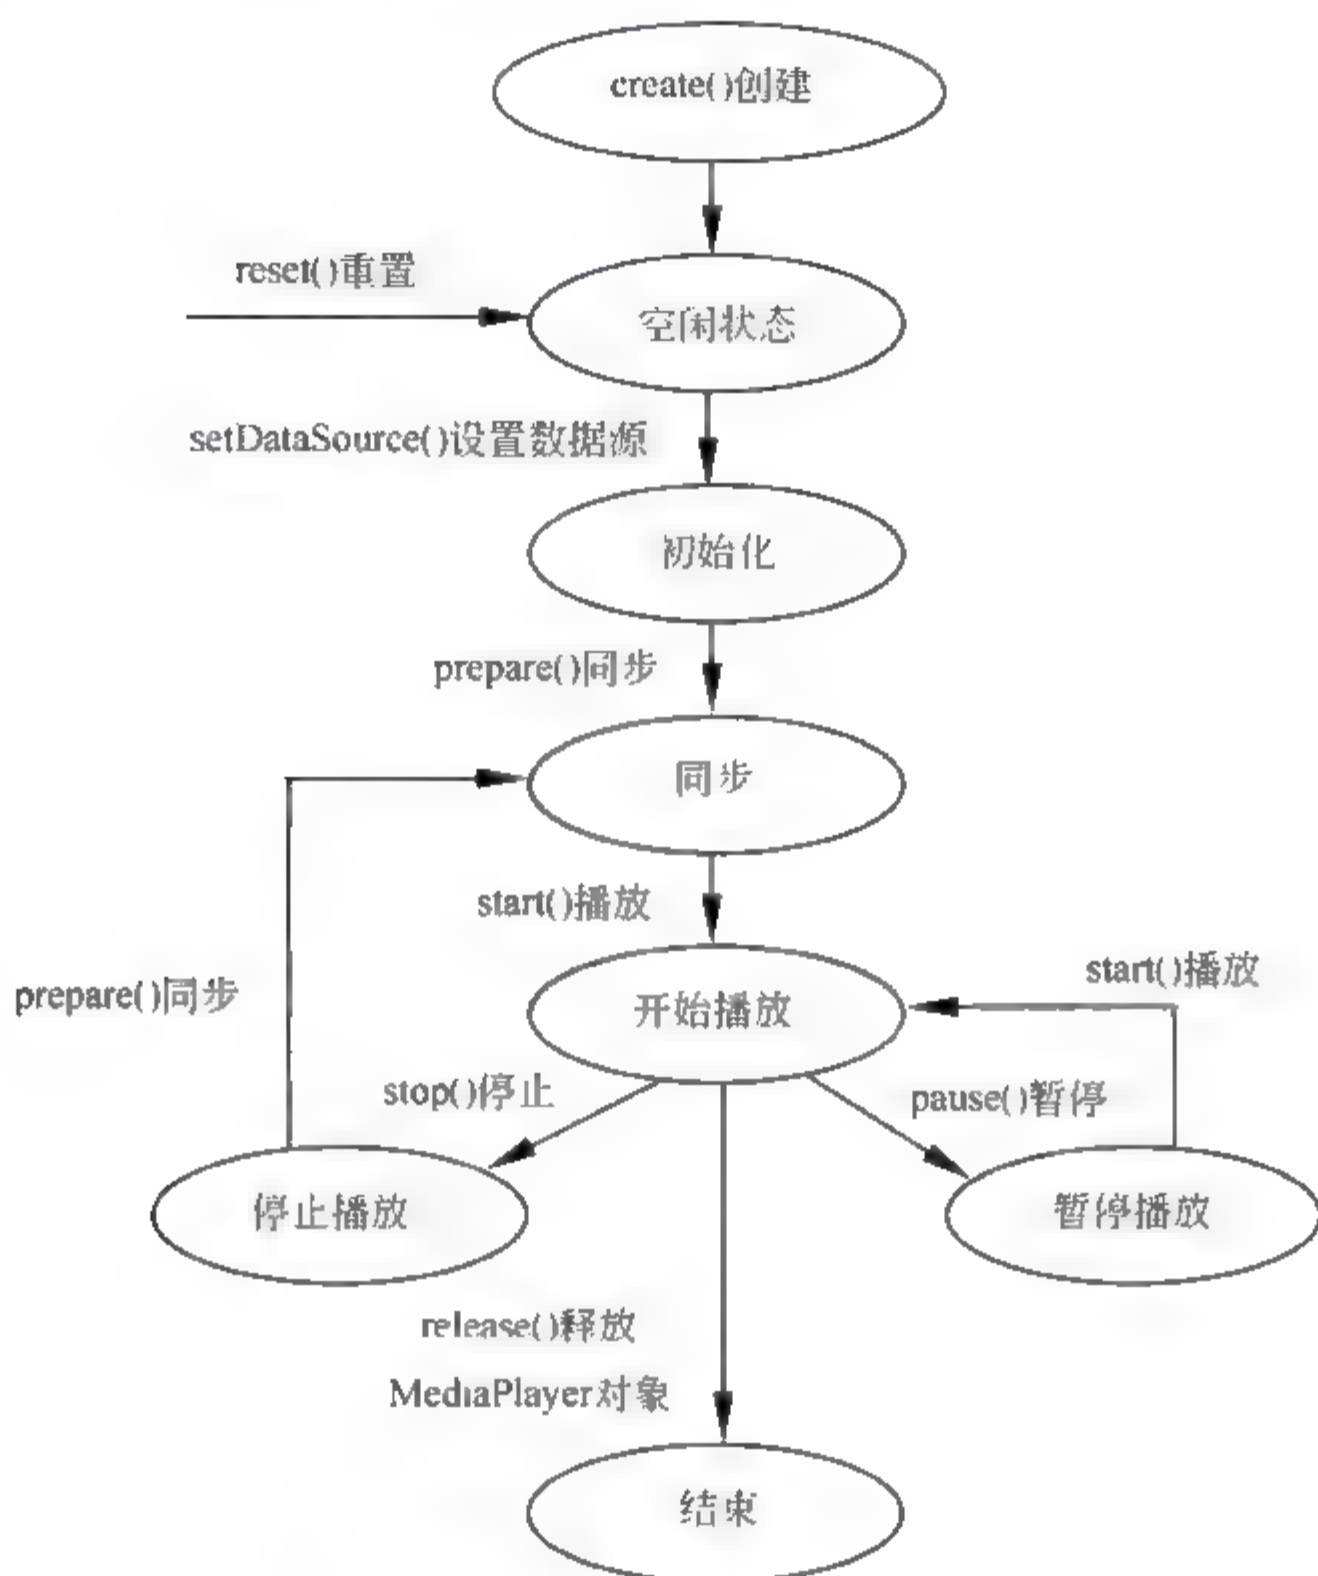 create()创建
reset()重置
空闲状态
setDataSource()设置数据源
初始化
prepare()同步
同步
start()播放
prepare()同步
开始播放
start()播放
stop()停止
pause()暂停
停止播放
暂停播放
release()释放
MediaPlayer对象
结束